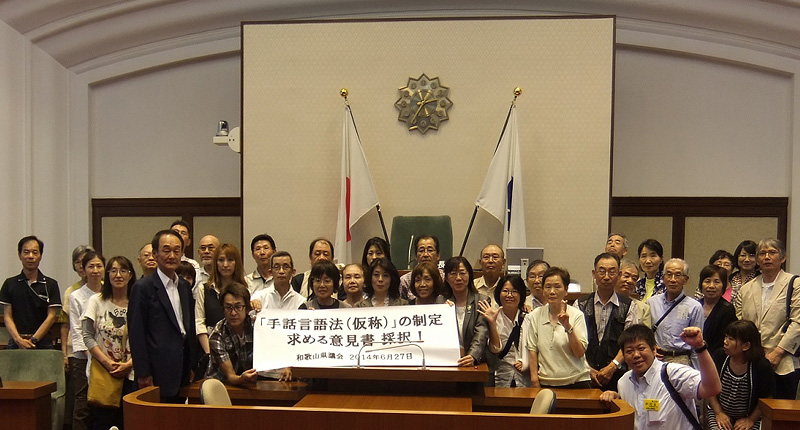 「手話言語法(仮称)」の制定
求める意見書 採択！
和歌山県議会 2014年6月27日
長